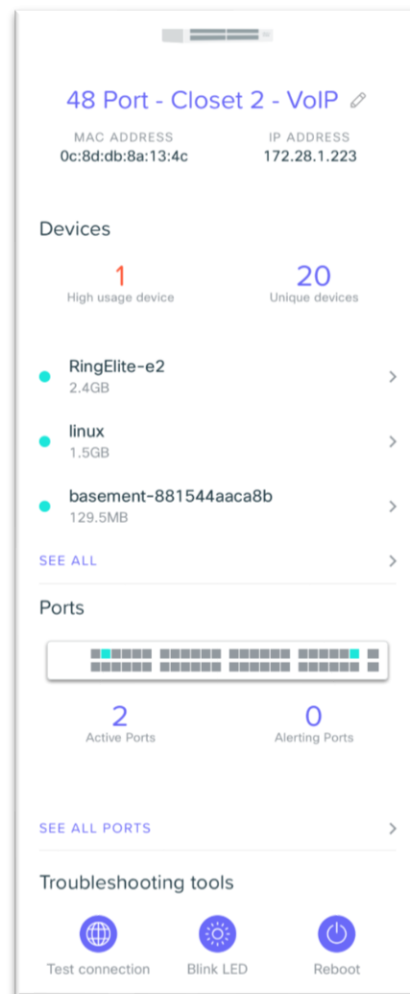 48 Port - Closet 2 - VoIP
MAC ADDRESS IP ADDRESS
0c:8d:db:8a:13:4c 172.28.1.223
Devices
1 20
High usage device Unique devices
RingElite-e2
2.4GB
linux
1.5GB
basement-881544aaca8b
129.5MB
SEE ALL
Ports
2 0
Active Ports Alerting Ports
SEE ALL PORTS
Troubleshooting tools
Test connection Blink LED Reboot